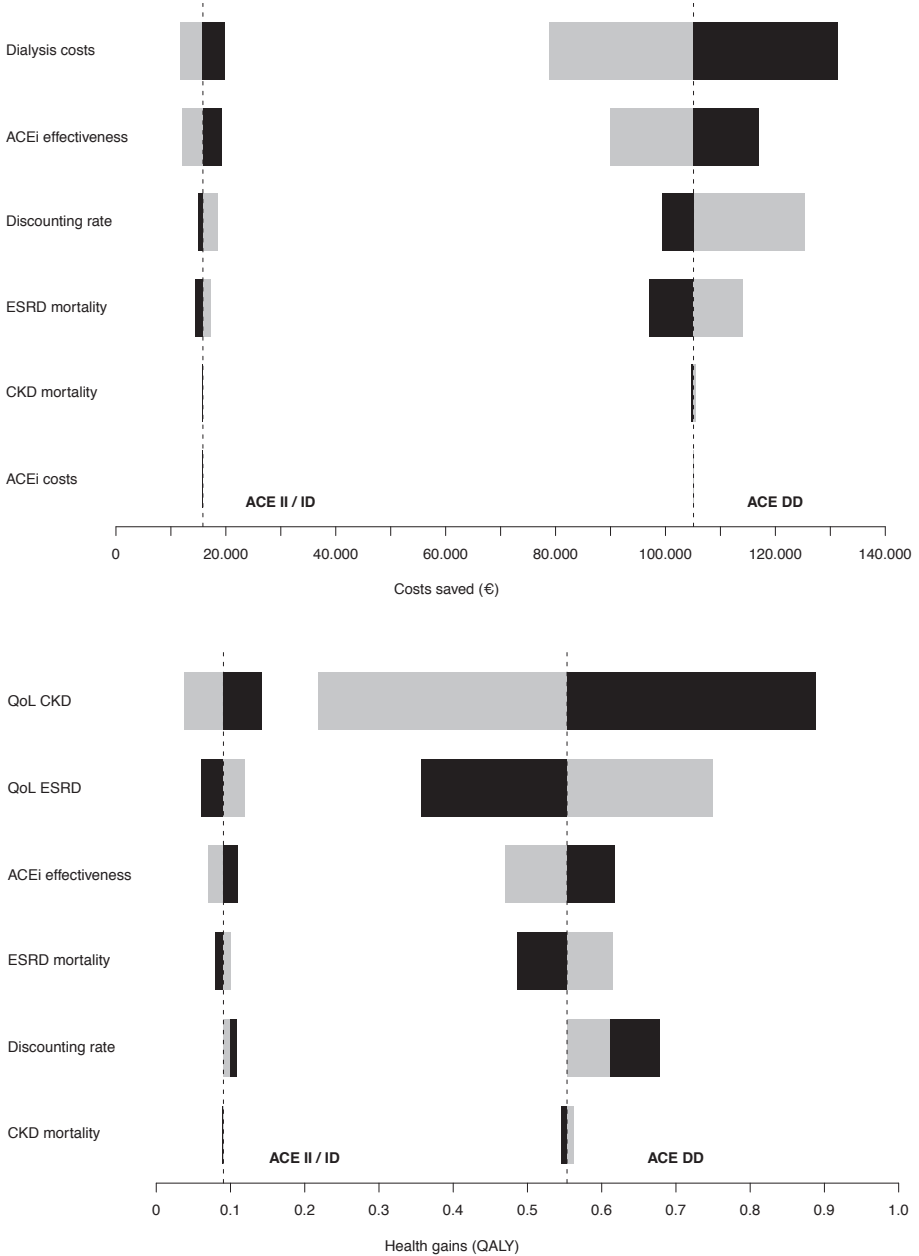 Dialysis costs
ACEi effectiveness
Discounting rate
ESRD mortality
CKD mortality
ACEi costs
ACE II / ID ACE DD
0 20.000 40.000 60.000 80.000 100.000 120.000 140.000
Costs saved (€)
QoL CKD
QoL ESRD
ACEi effectiveness
ESRD mortality
Discounting rate
CKD mortality
ACE II / ID ACE DD
0 0.1 0.2 0.3 0.4 0.5 0.6 0.7 0.8 0.9 1.0
Health gains (QALY)